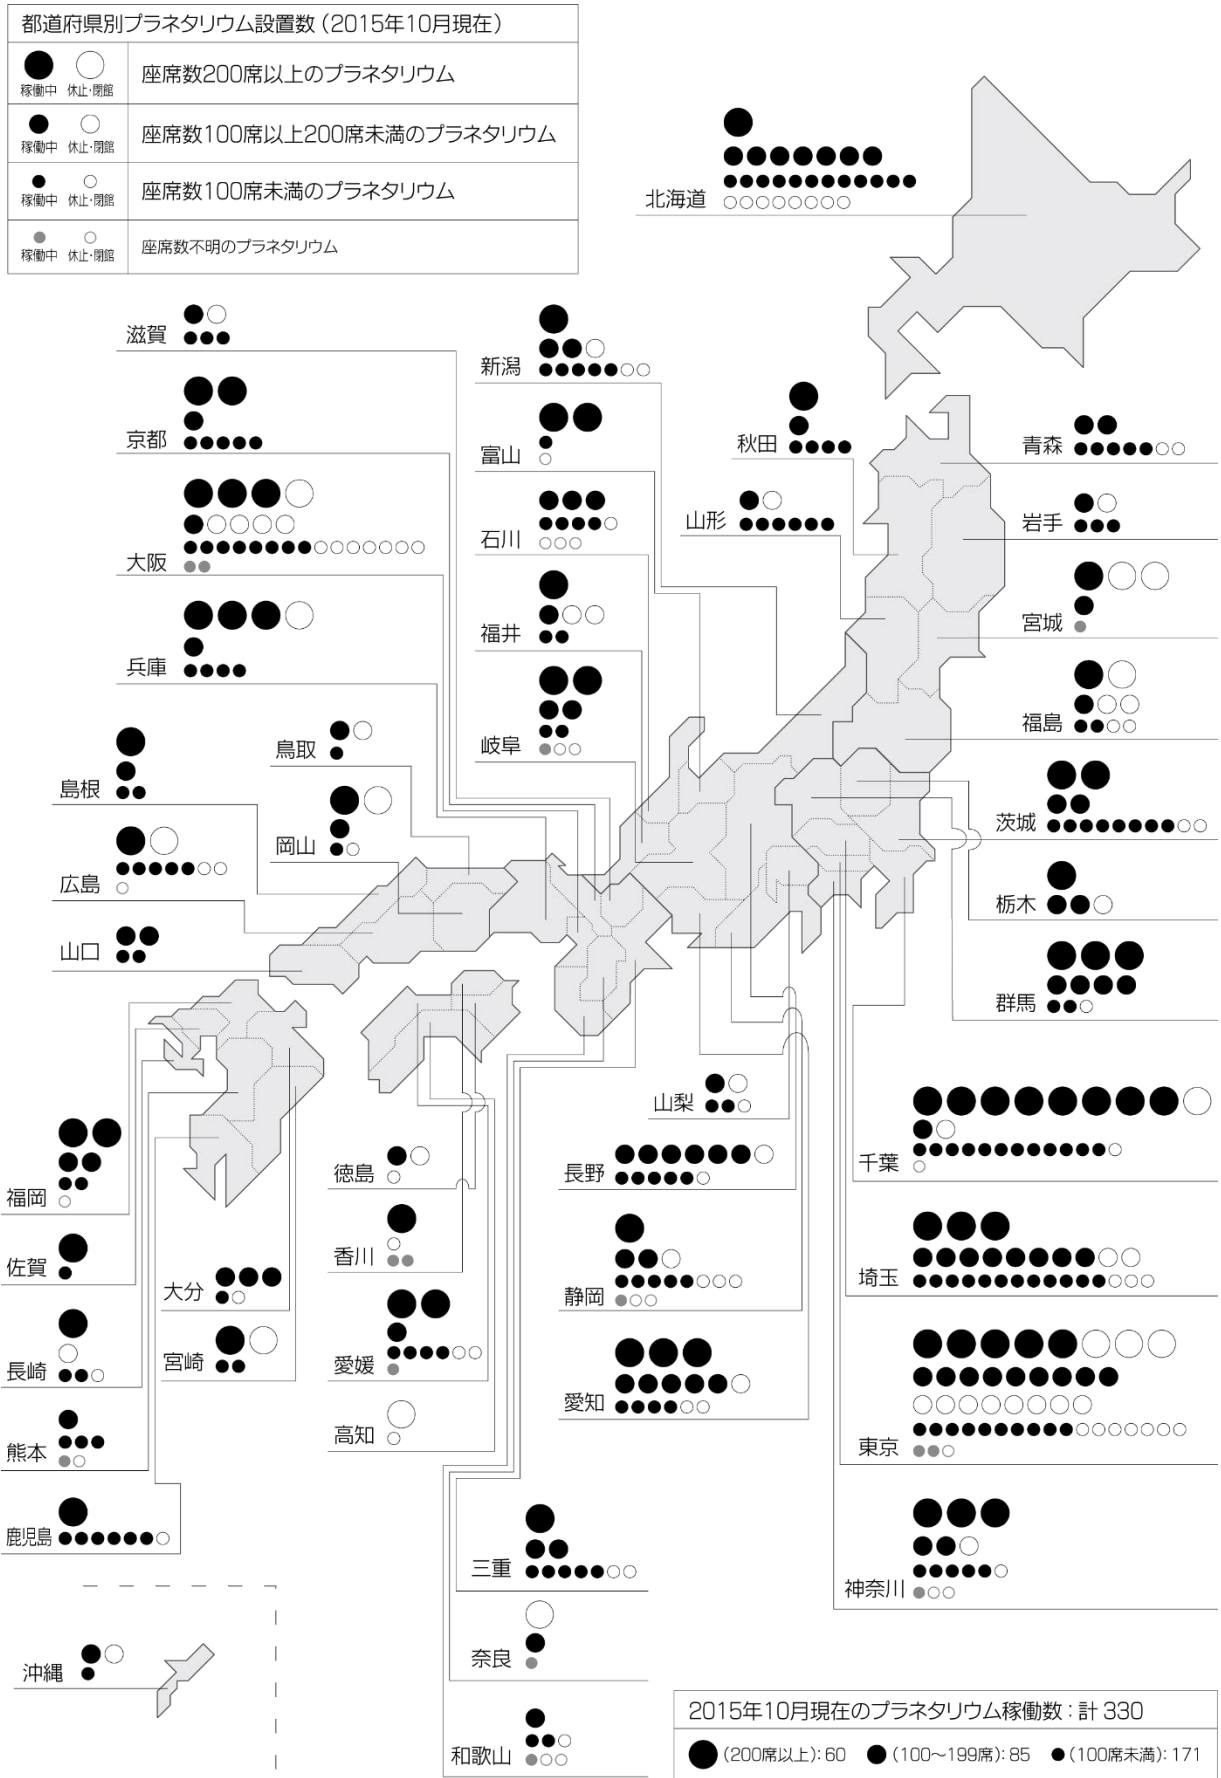 都道府県別プラネタリウム設置数（2015年10月現在）
稼働中 休止・閉館 座席数200席以上のプラネタリウム
稼働中 休止・閉館 座席数100席以上200席未満のプラネタリウム
稼働中 休止・閉館 座席数100席未満のプラネタリウム
稼働中 休止・閉館 座席数不明のプラネタリウム
北海道
滋賀
新潟
京都
富山
秋田
青森
大阪
石川
山形
岩手
兵庫
福井
宮城
島根
鳥取
岐阜
福島
広島
岡山
茨城
山口
栃木
群馬
山梨
千葉
福岡
徳島
長野
佐賀
大分
香川
静岡
埼玉
長崎
宮崎
愛媛
愛知
熊本
高知
東京
鹿児島
三重
神奈川
沖縄
奈良
和歌山
2015年10月現在のプラネタリウム稼働数：計 330
(200席以上)：60 (100～199席)：85 (100席未満)：171